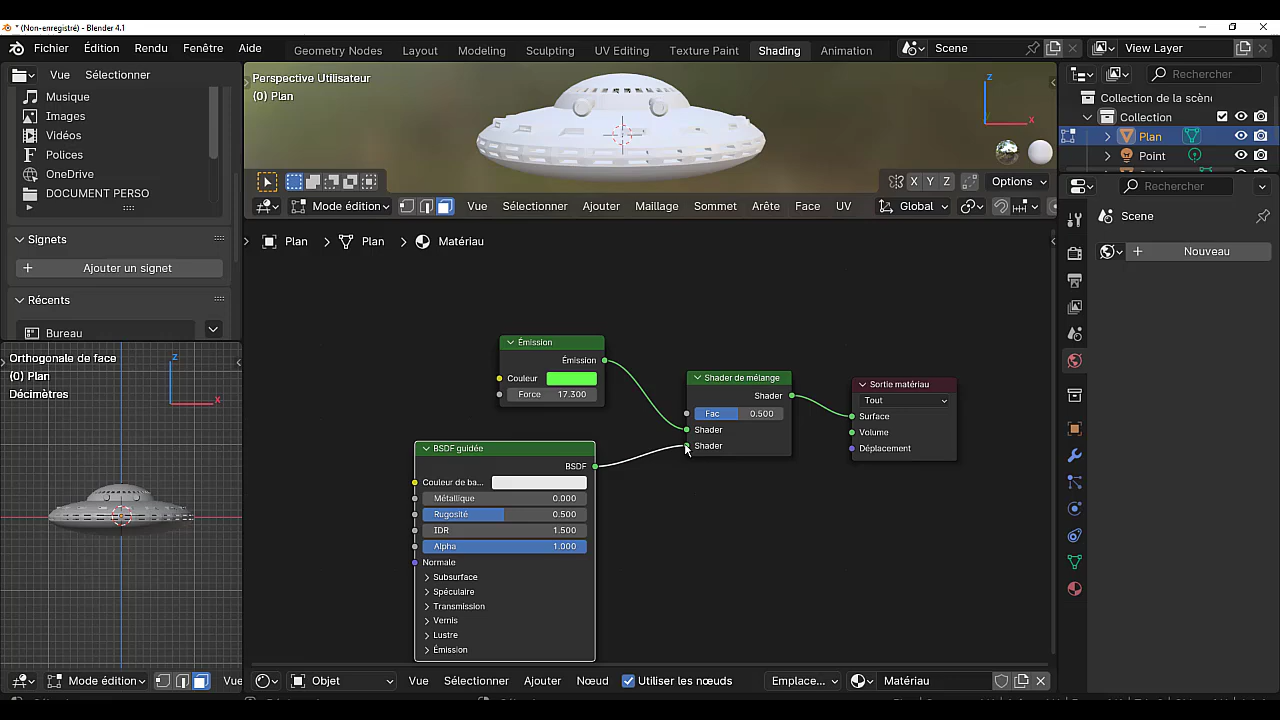 * (Non-enregistré) - Blender 4.1
Fichier Édition Rendu Fenêtre Aide Geometry Nodes Layout Modeling Sculpting UV Editing Texture Paint Shading Animation Scene View Layer
Vue Sélectionner
Musique
Images
Vidéos
Polices
OneDrive
DOCUMENT PERSO
Signets
Ajouter un signet
Récents
Bureau
Perspective Utilisateur
(0) Plan
Z
X
X Y Z Options
Mode édition Vue Sélectionner Ajouter Maillage Sommet Arête Face UV Global
Plan Plan Matériau
Émission
Émission
Couleur
Force 17.300
BSDF guidée
BSDF
Couleur de ba...
Métallique 0.000
Rugosité 0.500
IDR 1.500
Alpha 1.000
Normale
Subsurface
Spéculaire
Transmission
Vernis
Lustre
Émission
Shader de mélange
Shader
Fac 0.500
Shader
Shader
Sortie matériau
Tout
Surface
Volume
Déplacement
Orthogonale de face
(0) Plan
Décimètres
Z
X
Mode édition Vue
Objet Vue Sélectionner Ajouter Nœud Utiliser les nœuds Emplace... Matériau
Rechercher
Collection de la scèn
Collection
Plan
Point
Rechercher
Scene
Nouveau